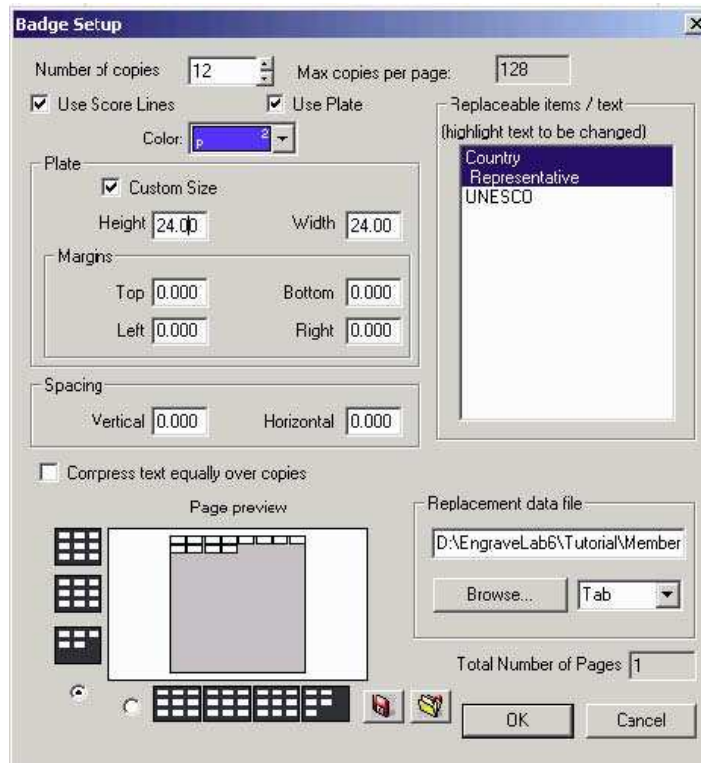 Badge Setup
Number of copies 12 Max copies per page: 128
Use Score Lines Use Plate
Color: P 2
Plate
Custom Size
Height 24.00 Width 24.00
Margins
Top 0.000 Bottom 0.000
Left 0.000 Right 0.000
Spacing
Vertical 0.000 Horizontal 0.000
Compress text equally over copies
Page preview
Replaceable items / text
(highlight text to be changed)
Country
Representative
UNESCO
Replacement data file
D:\EngraveLab6\Tutorial\Member
Browse... Tab
Total Number of Pages 1
OK Cancel